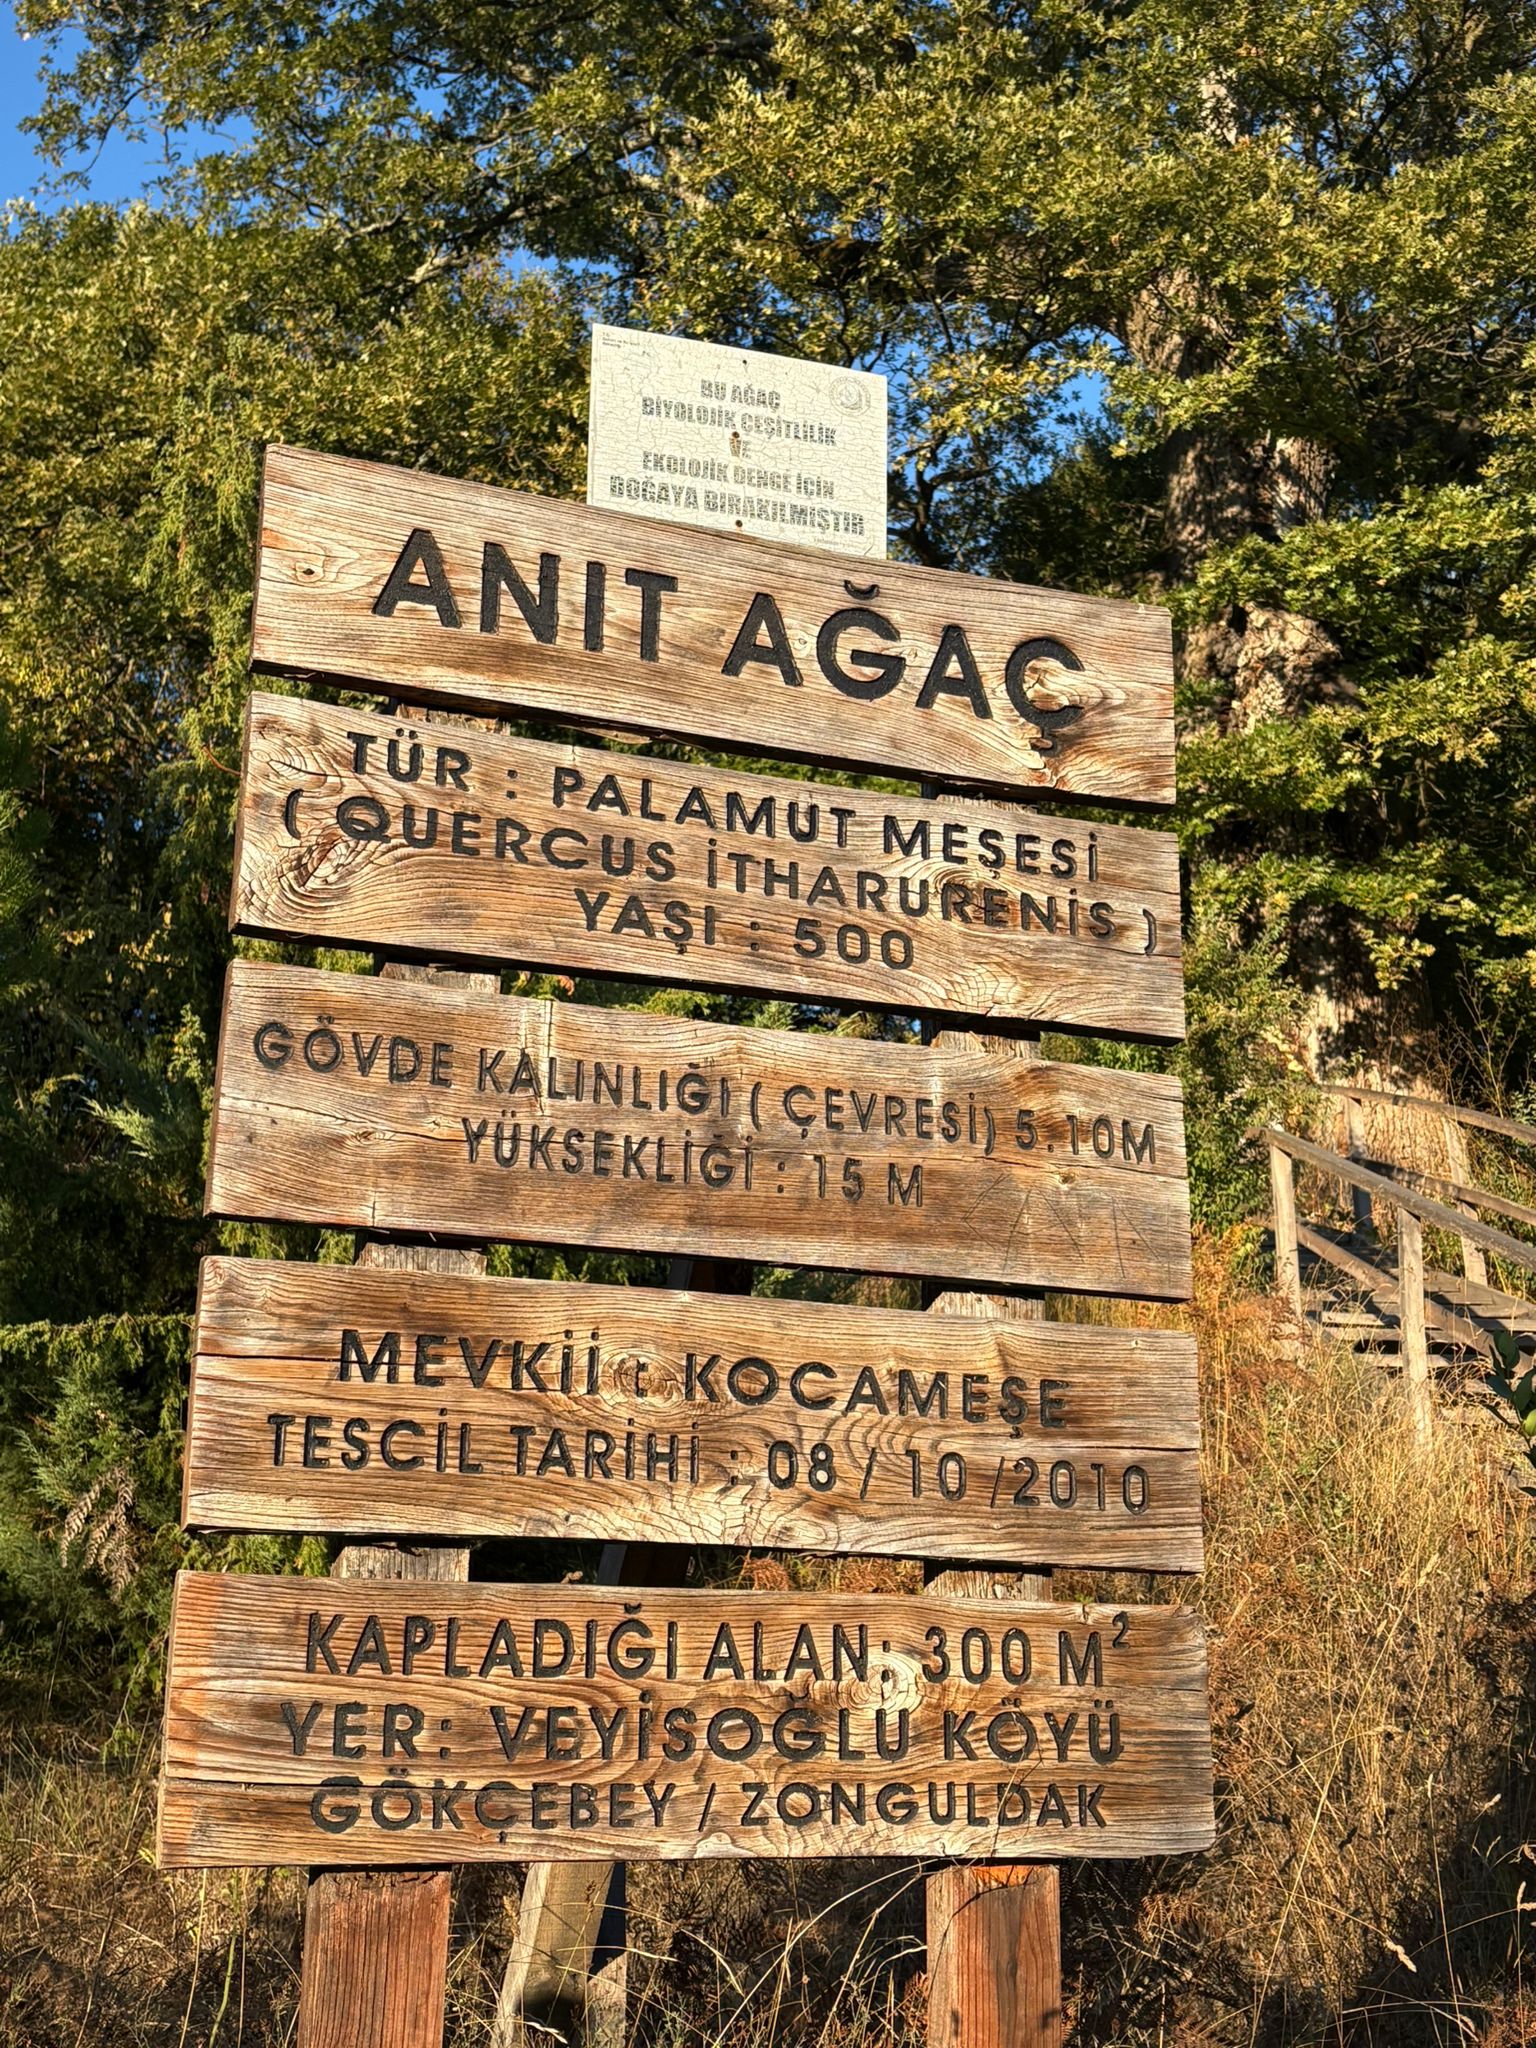 BU AĞAÇ
BİYOLOJİK ÇEŞİTLİLİK
VE
EKOLOJİK DENGE İÇİN
DOĞAYA BIRAKILMIŞTIR
ANIT AĞAÇ
TÜR : PALAMUT MEŞESİ
( QUERCUS İTHARURENİS )
YAŞI : 500
GÖVDE KALINLIĞI ( ÇEVRESİ) 5.10M
YÜKSEKLİĞİ : 15 M
MEVKİİ : KOCAMEŞE
TESCİL TARİHİ : 08 / 10 /2010
KAPLADIĞI ALAN: 300 M²
YER: VEYİSOĞLU KÖYÜ
GÖKÇEBEY / ZONGULDAK